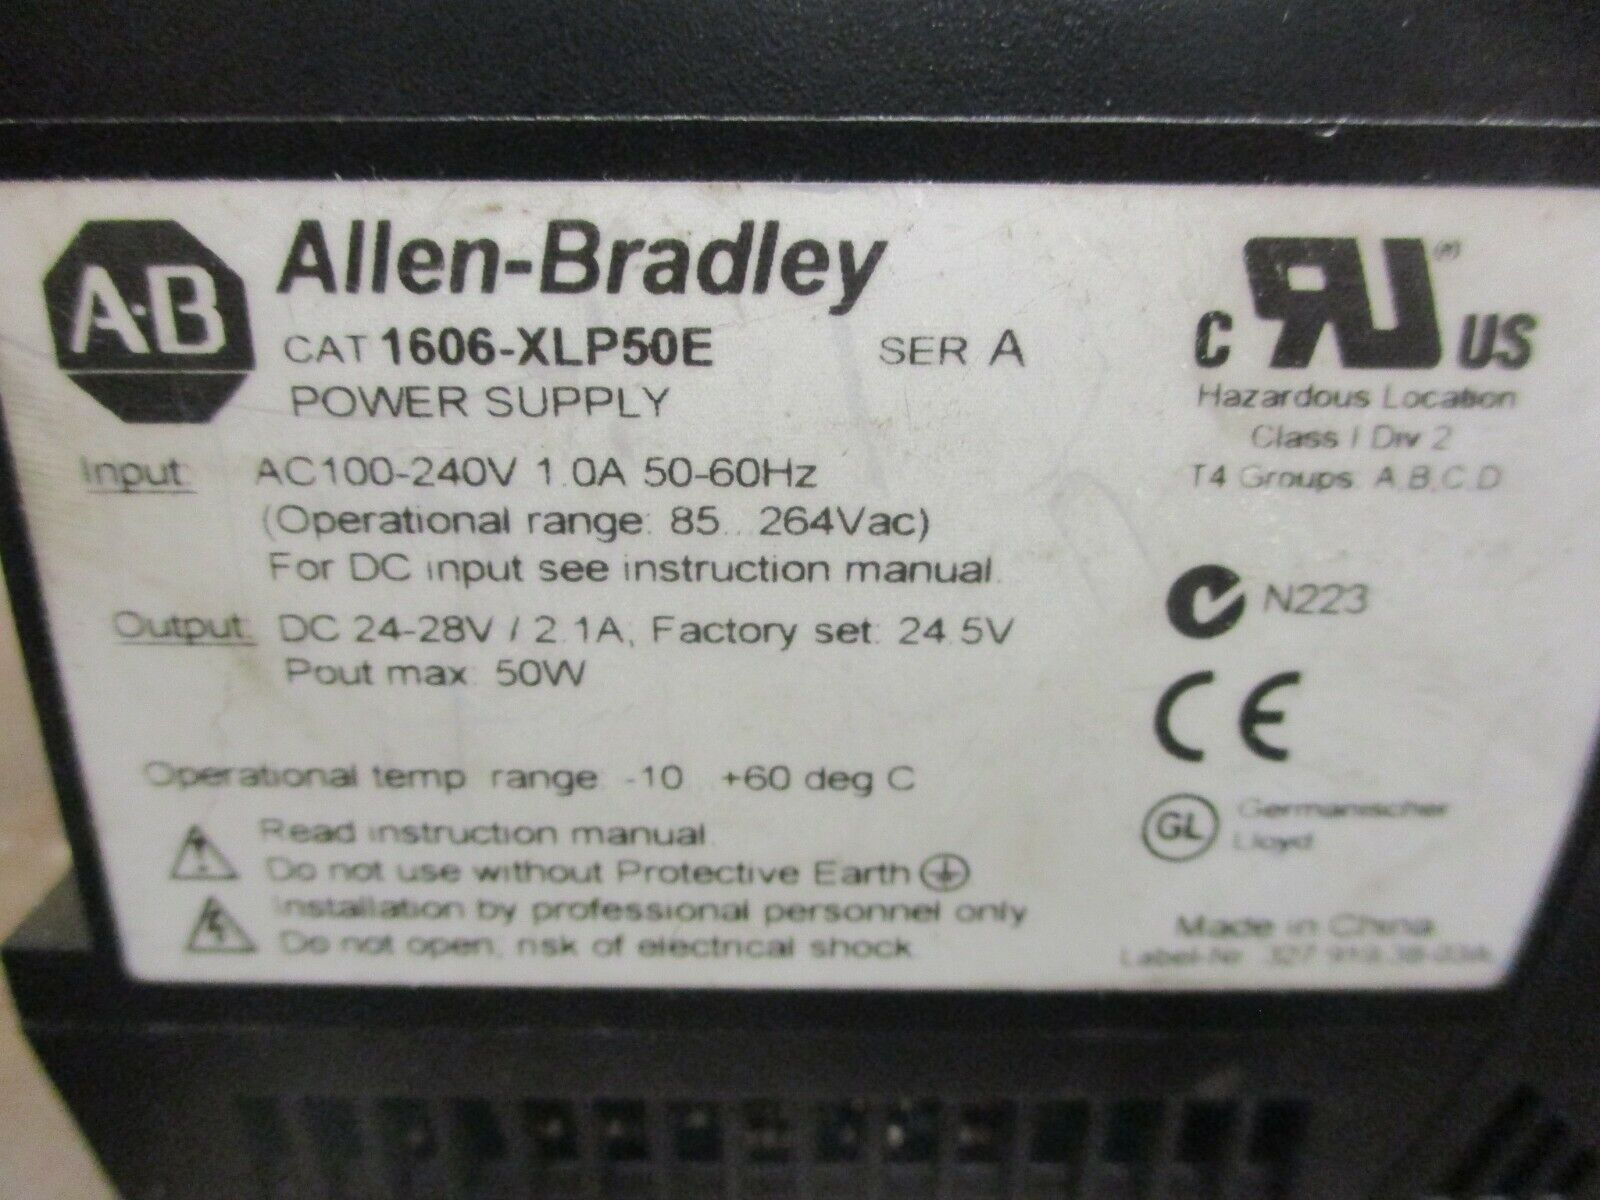 A-B
Allen-Bradley
CAT 1606-XLP50E SER A
POWER SUPPLY
Input: AC100-240V 1.0A 50-60Hz
(Operational range: 85...264Vac)
For DC input see instruction manual.
Output: DC 24-28V / 2.1A; Factory set: 24.5V
Pout max: 50W
Operational temp. range: -10...+60 deg C
Read instruction manual.
Do not use without Protective Earth
Installation by professional personnel only
Do not open, risk of electrical shock.
C RU ® US
Hazardous Location
Class I Div 2
T4 Groups: A,B,C,D
N223
CE
GL Germanischer
Lloyd
Made in China
Label-Nr. 327